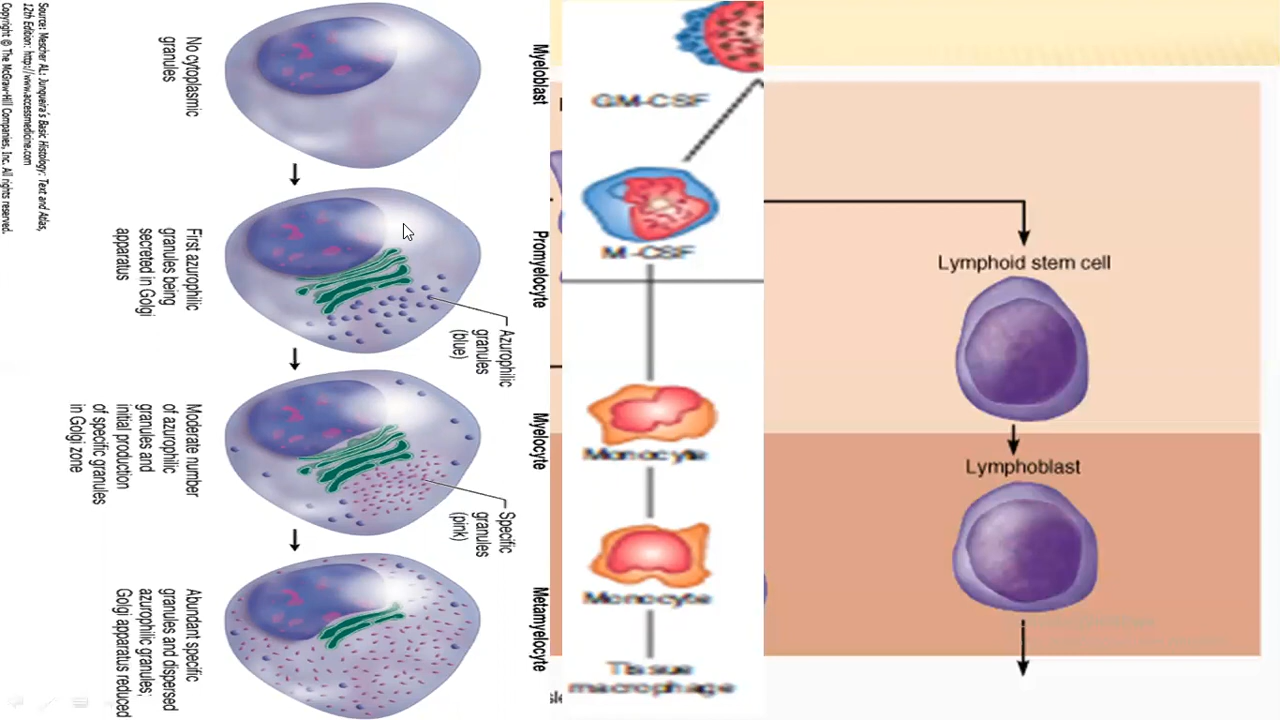 Source: Mescher AL: Junqueira's Basic Histology: Text and Atlas,
12th Edition: http://www.accessmedicine.com
Copyright © The McGraw-Hill Companies, Inc. All rights reserved.
Myeloblast
No cytoplasmic
granules
Promyelocyte
First azurophilic
granules being
secreted in Golgi
apparatus
Azurophilic
granules
(blue)
Myelocyte
Moderate number
of azurophilic
granules and
initial production
of specific granules
in Golgi zone
Specific
granules
(pink)
Metamyelocyte
Abundant specific
granules and dispersed
azurophilic granules;
Golgi apparatus reduced
GM-CSF
M-CSF
Monocyte
Monocyte
Tissue
macrophage
Lymphoid stem cell
Lymphoblast